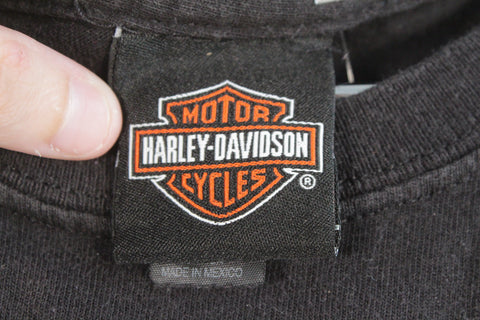 MOTOR
HARLEY-DAVIDSON
CYCLES
®
MADE IN MEXICO